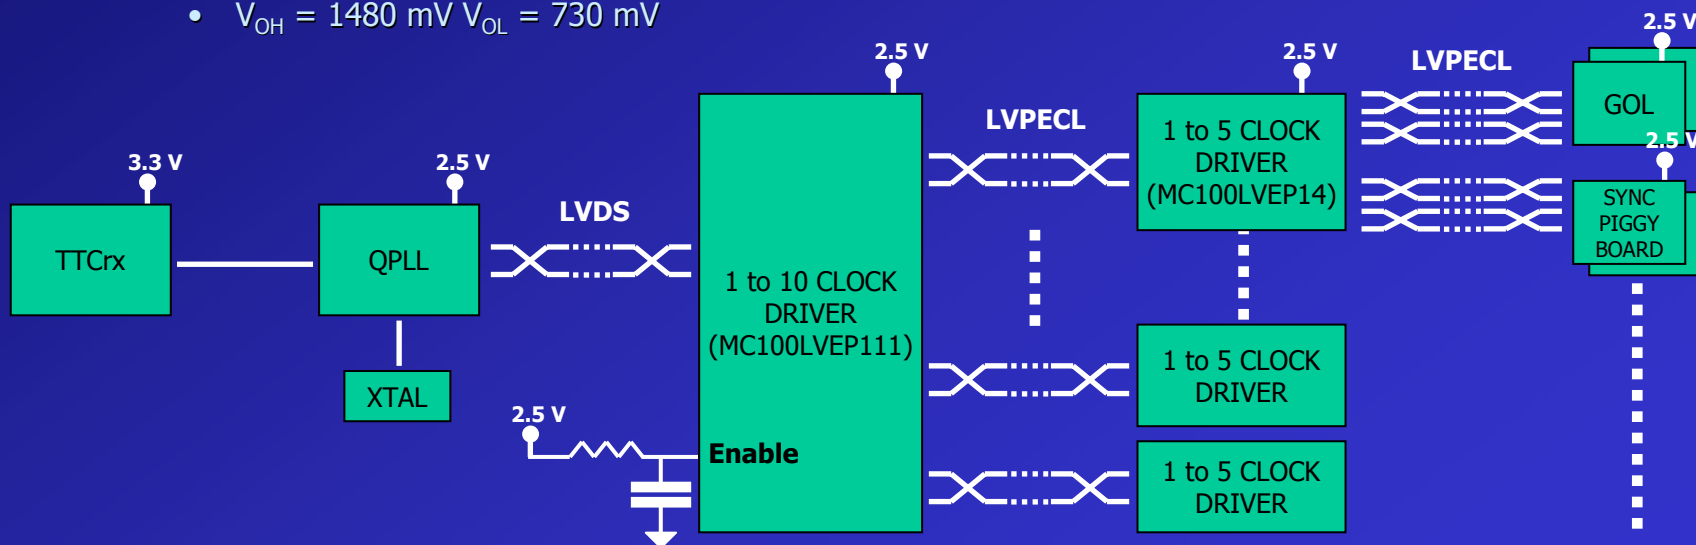 • VOH = 1480 mV VOL = 730 mV
2.5 V
2.5 V
2.5 V
LVPECL
LVPECL
GOL
1 to 5 CLOCK
DRIVER
(MC100LVEP14)
2.5 V
3.3 V
2.5 V
LVDS
SYNC
PIGGY
BOARD
TTCrx
QPLL
1 to 10 CLOCK
DRIVER
(MC100LVEP111)
1 to 5 CLOCK
DRIVER
XTAL
2.5 V
Enable
1 to 5 CLOCK
DRIVER